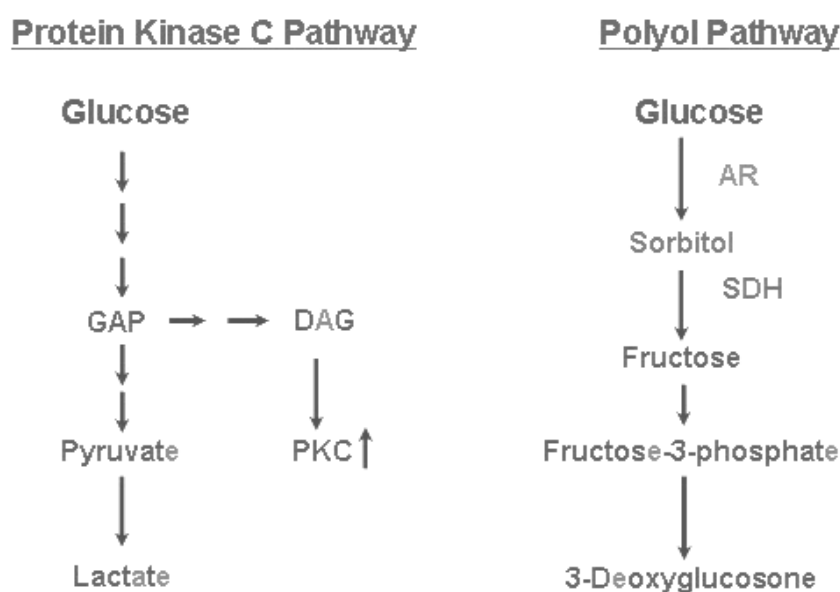 Protein Kinase C Pathway
Glucose
GAP
DAG
Pyruvate
PKC
Lactate
Polyol Pathway
Glucose
AR
Sorbitol
SDH
Fructose
Fructose-3-phosphate
3-Deoxyglucosone